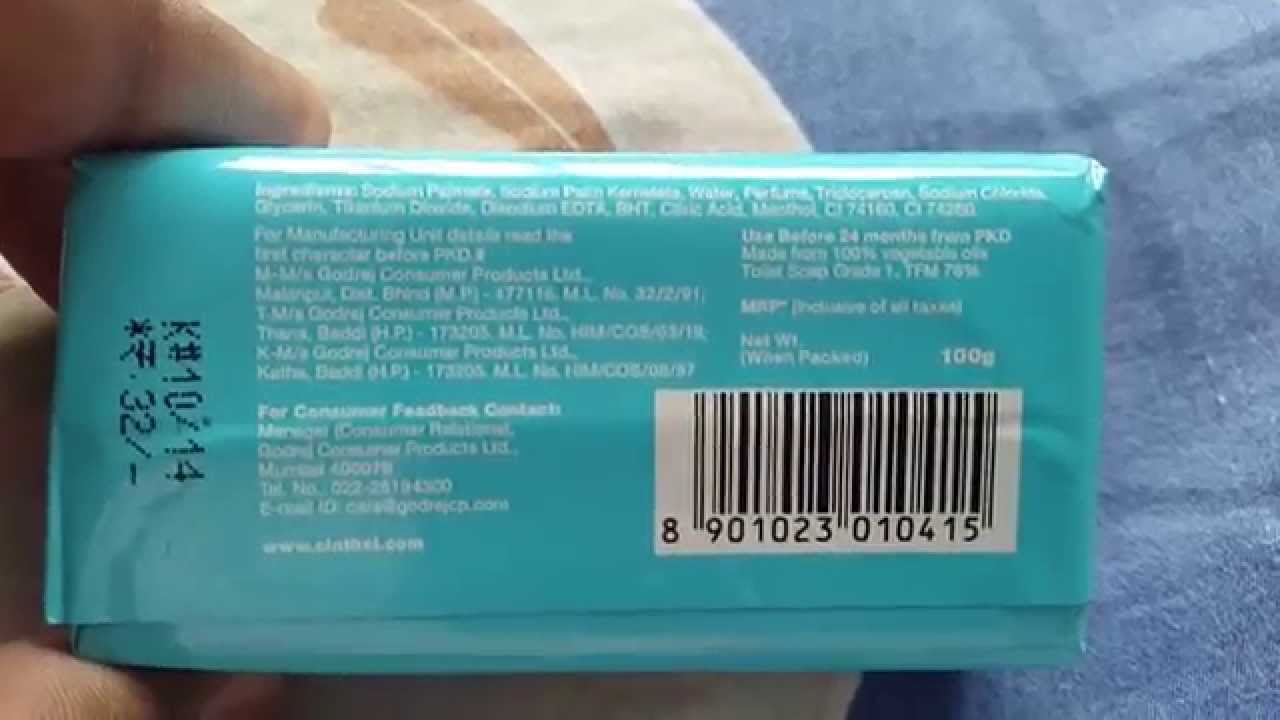 Ingredients: Sodium Palmate, Sodium Palm Kernelate, Water, Perfume, Triclocarban, Sodium Chloride,
Glycerin, Titanium Dioxide, Disodium EDTA, BHT, Citric Acid, Menthol, CI 74160, CI 74260.
For Manufacturing Unit details read the
first character before PKD.#
M-M/s Godrej Consumer Products Ltd.,
Malanpur, Dist. Bhind (M.P.) - 477116. M.L. No. 32/2/91;
T-M/s Godrej Consumer Products Ltd.,
Thana, Baddi (H.P.) - 173205. M.L. No. HIM/COS/03/19;
K-M/s Godrej Consumer Products Ltd.,
Katha, Baddi (H.P.) - 173205. M.L. No. HIM/COS/08/97
For Consumer Feedback Contact:
Manager (Consumer Relations),
Godrej Consumer Products Ltd.,
Mumbai 400079
Tel. No.: 022-25194300
E-mail ID: care@godrejcp.com
www.cinthol.com
Use Before 24 months from PKD
Made from 100% vegetable oils
Toilet Soap Grade 1, TFM 76%
MRP* (Inclusive of all taxes)
Net Wt.
(When Packed) 100g
8 901023 010415
K#10/14
*₹.32/-